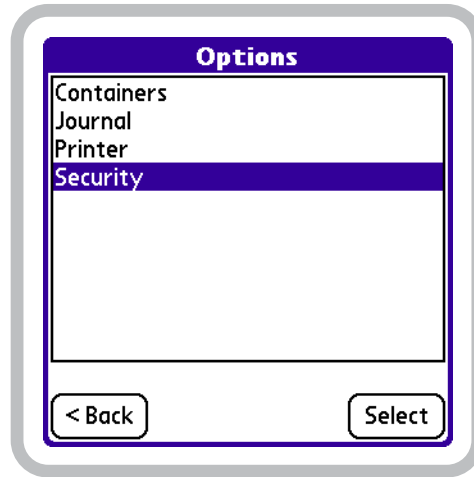 Options
Containers
Journal
Printer
Security
< Back
Select